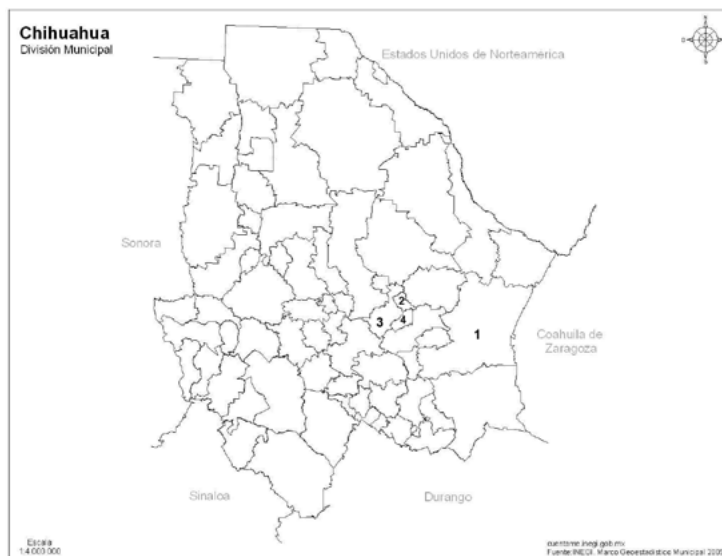 Chihuahua
División Municipal
Estados Unidos de Norteamérica
Sonora
2
3
4
1
Coahuila de
Zaragoza
Sinaloa
Durango
Escala
1:4 000 000
cuentame.inegi.gob.mx
Fuente:INEGI. Marco Geoestadístico Municipal 2005